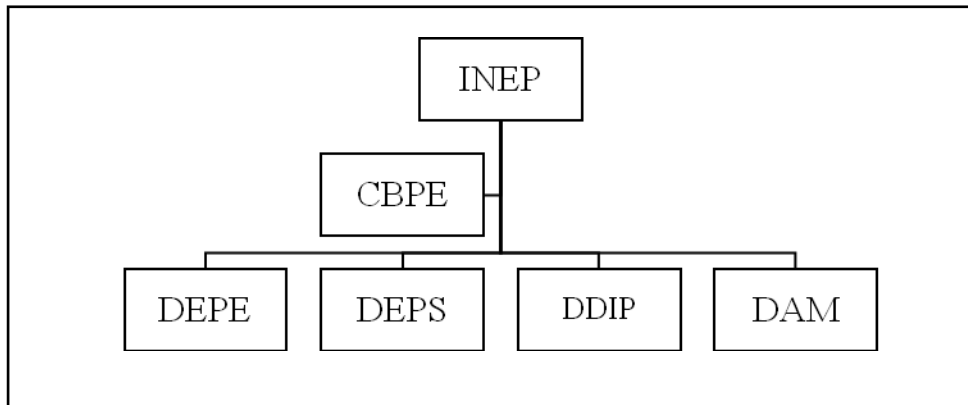 INEP
CBPE
DEPE
DEPS
DDIP
DAM